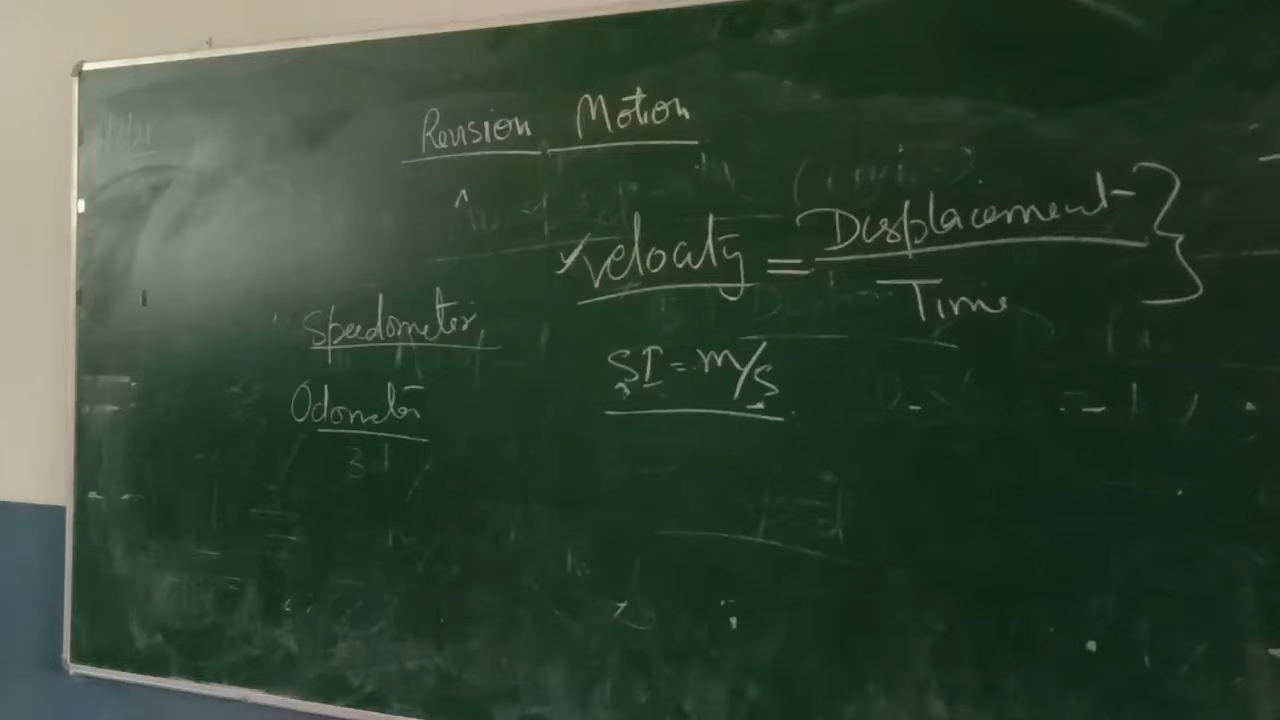 Revision Motion
Velocity = Displacement / Time }
Speedometer,
SI = m/s
Odometer